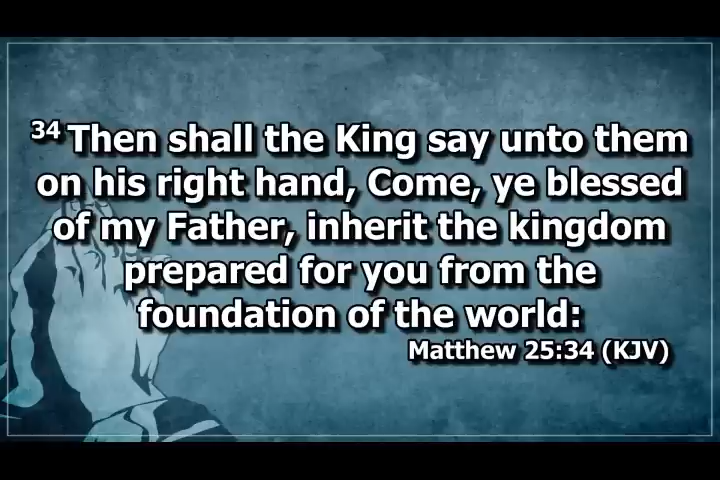 34 Then shall the King say unto them
on his right hand, Come, ye blessed
of my Father, inherit the kingdom
prepared for you from the
foundation of the world:
Matthew 25:34 (KJV)